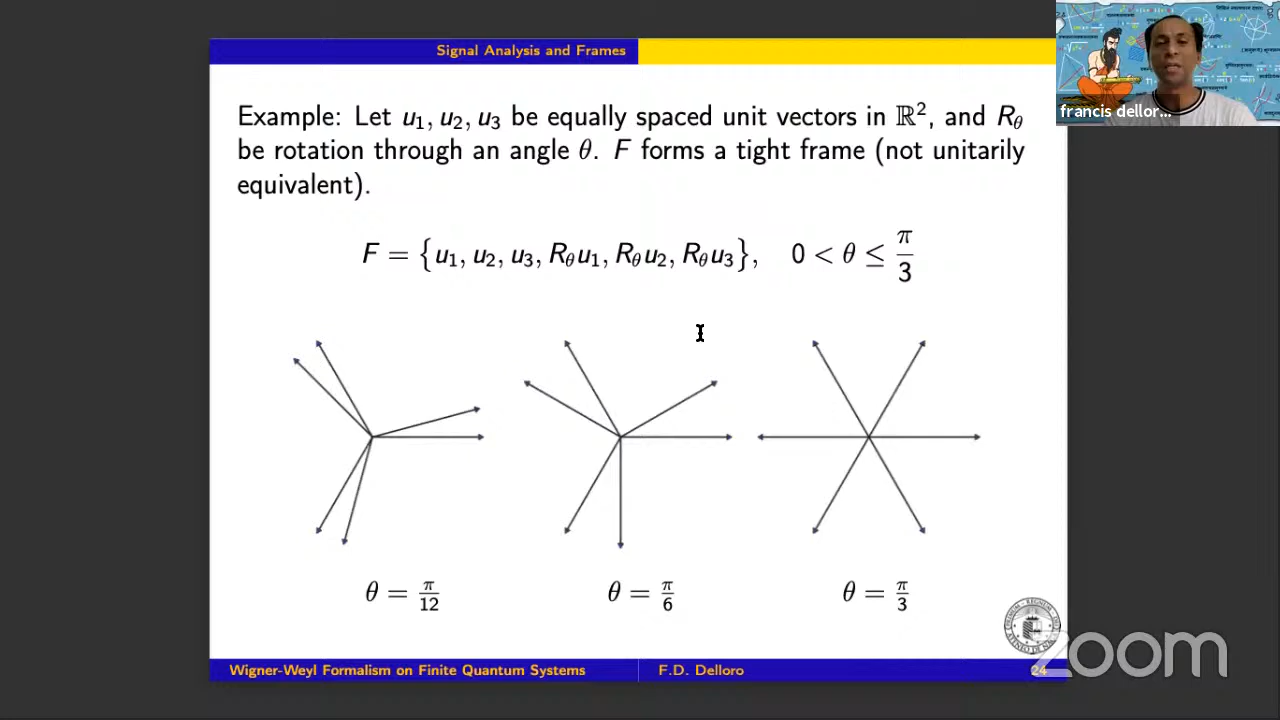 Signal Analysis and Frames
francis dellor...
Example: Let u₁, u₂, u₃ be equally spaced unit vectors in ℝ², and R_θ
be rotation through an angle θ. F forms a tight frame (not unitarily
equivalent).
F = {u₁, u₂, u₃, R_θu₁, R_θu₂, R_θu₃}, 0 < θ ≤ π/3
θ = π/12
θ = π/6
θ = π/3
Wigner-Weyl Formalism on Finite Quantum Systems
F.D. Delloro
24
zoom